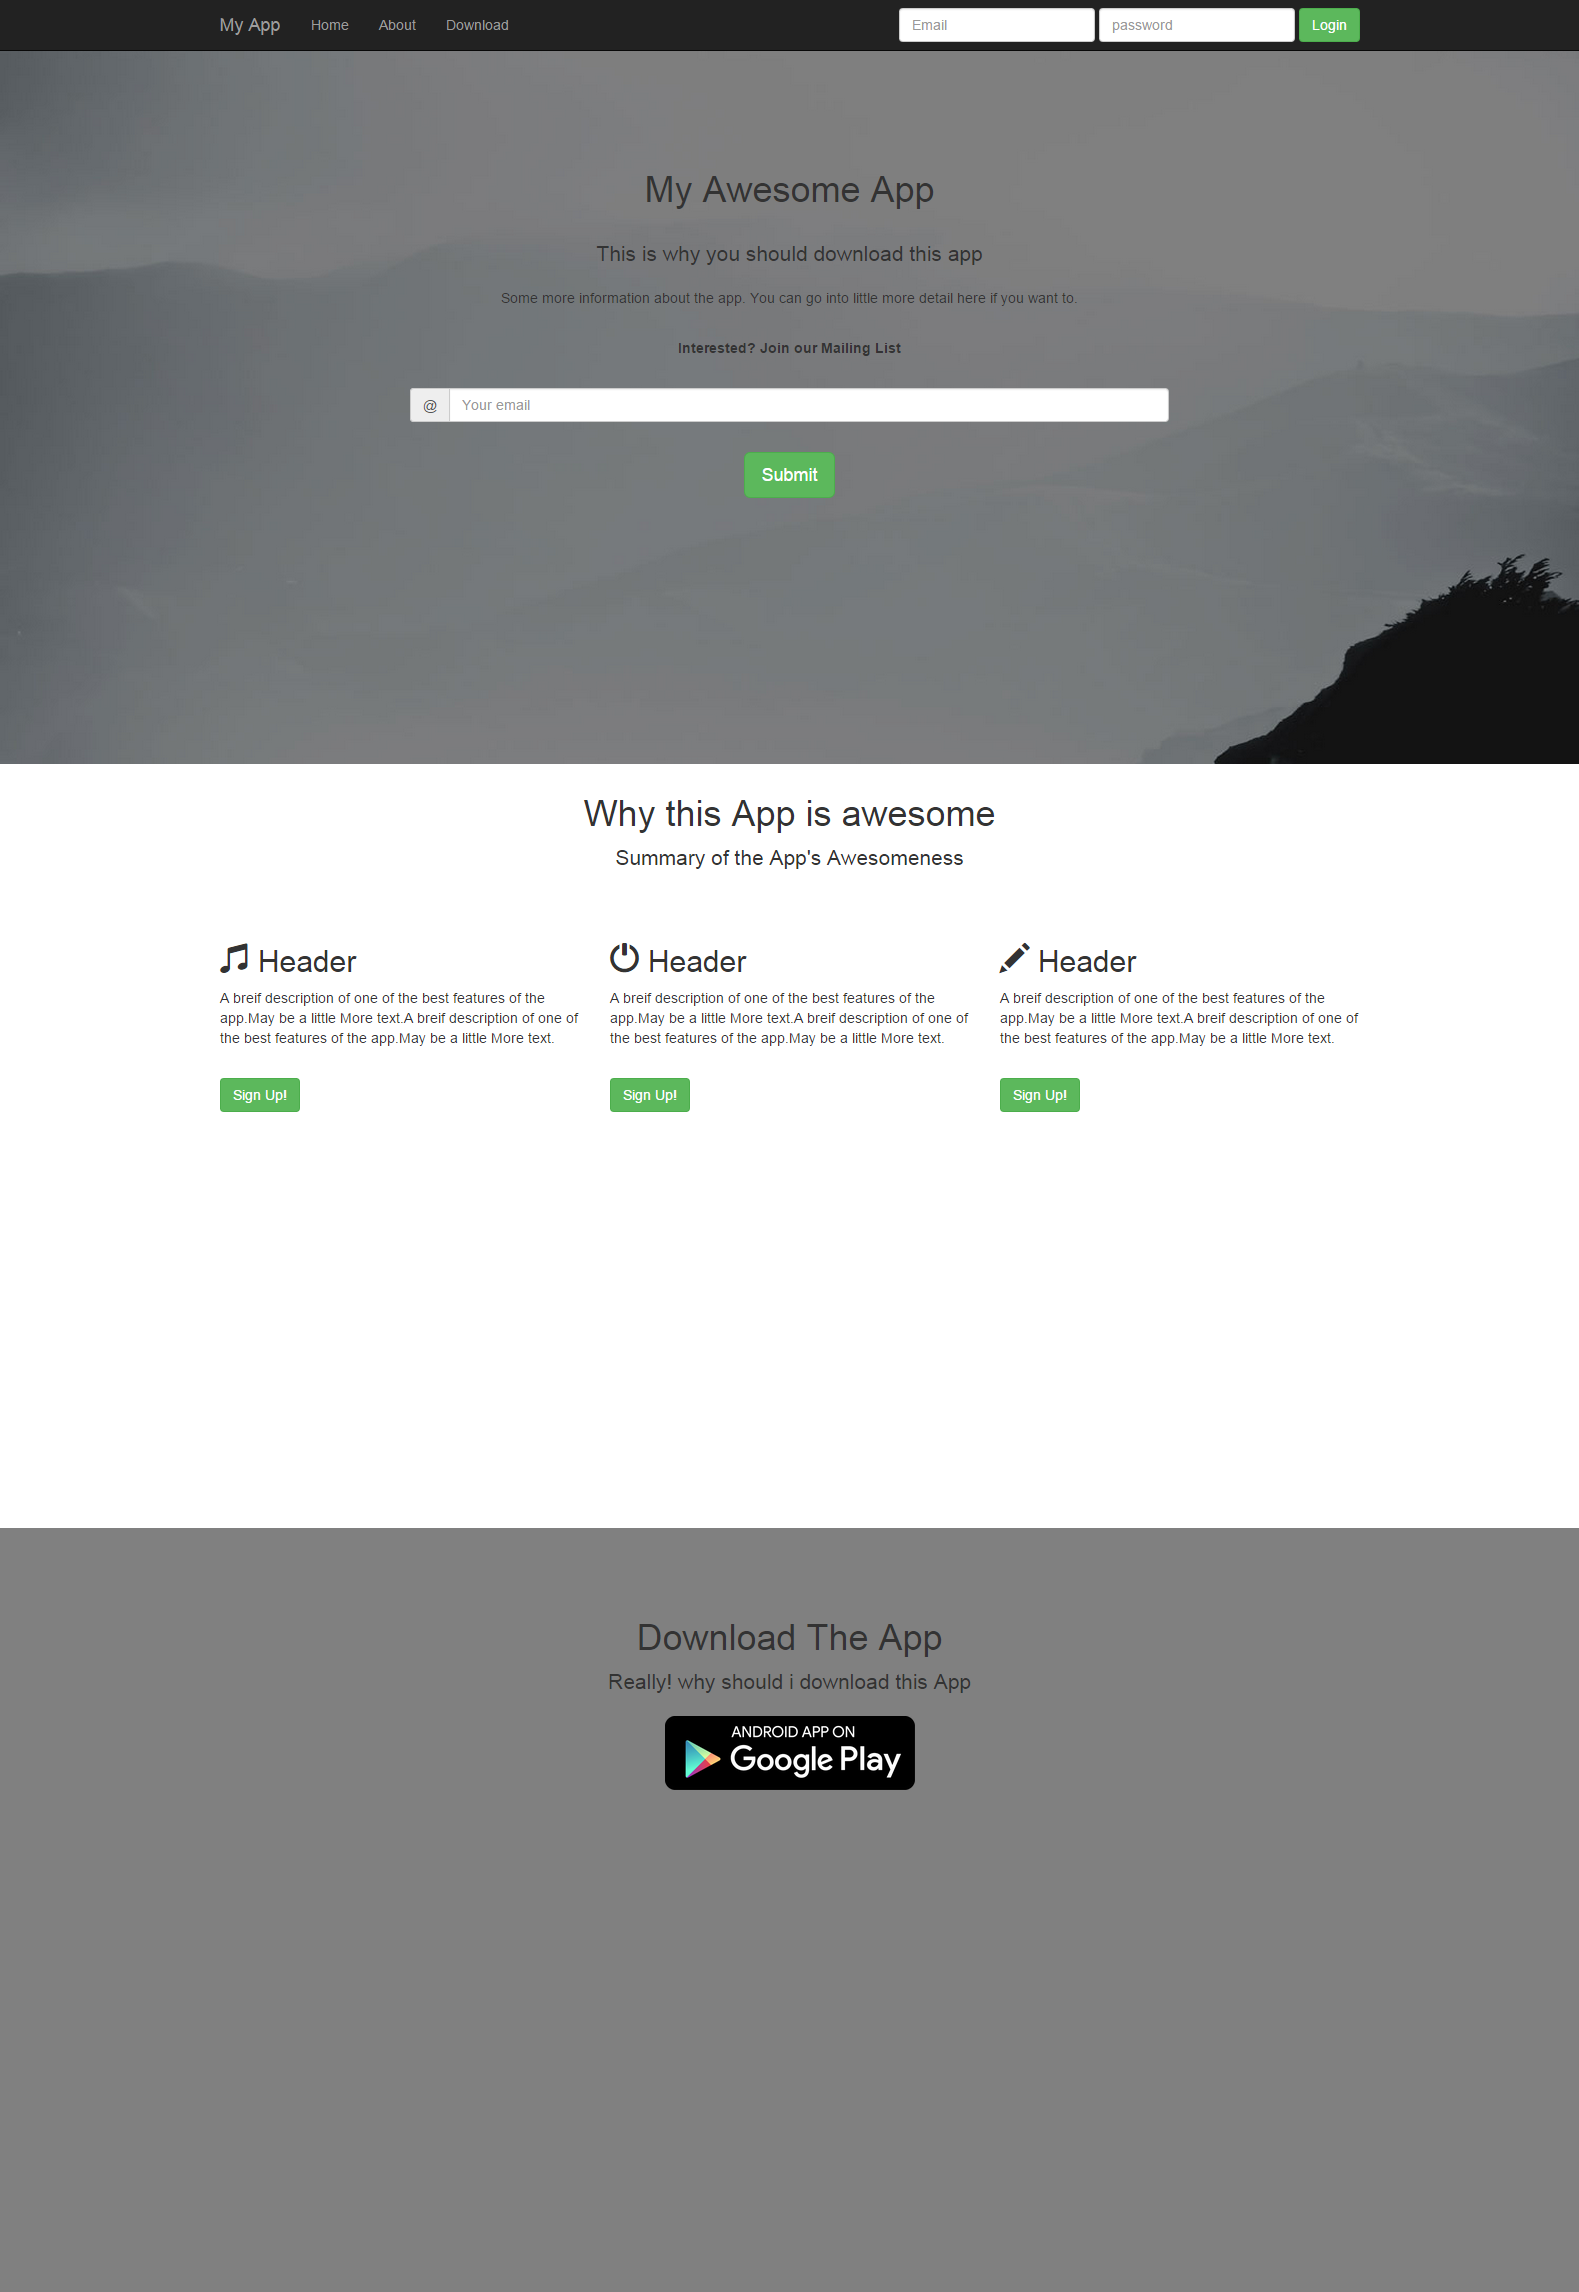 My App Home About Download Email password Login
My Awesome App
This is why you should download this app
Some more information about the app. You can go into little more detail here if you want to.
Interested? Join our Mailing List
@ Your email
Submit
Why this App is awesome
Summary of the App's Awesomeness
Header
A breif description of one of the best features of the
app.May be a little More text.A breif description of one of
the best features of the app.May be a little More text.
Sign Up!
Header
A breif description of one of the best features of the
app.May be a little More text.A breif description of one of
the best features of the app.May be a little More text.
Sign Up!
Header
A breif description of one of the best features of the
app.May be a little More text.A breif description of one of
the best features of the app.May be a little More text.
Sign Up!
Download The App
Really! why should i download this App
ANDROID APP ON
Google Play